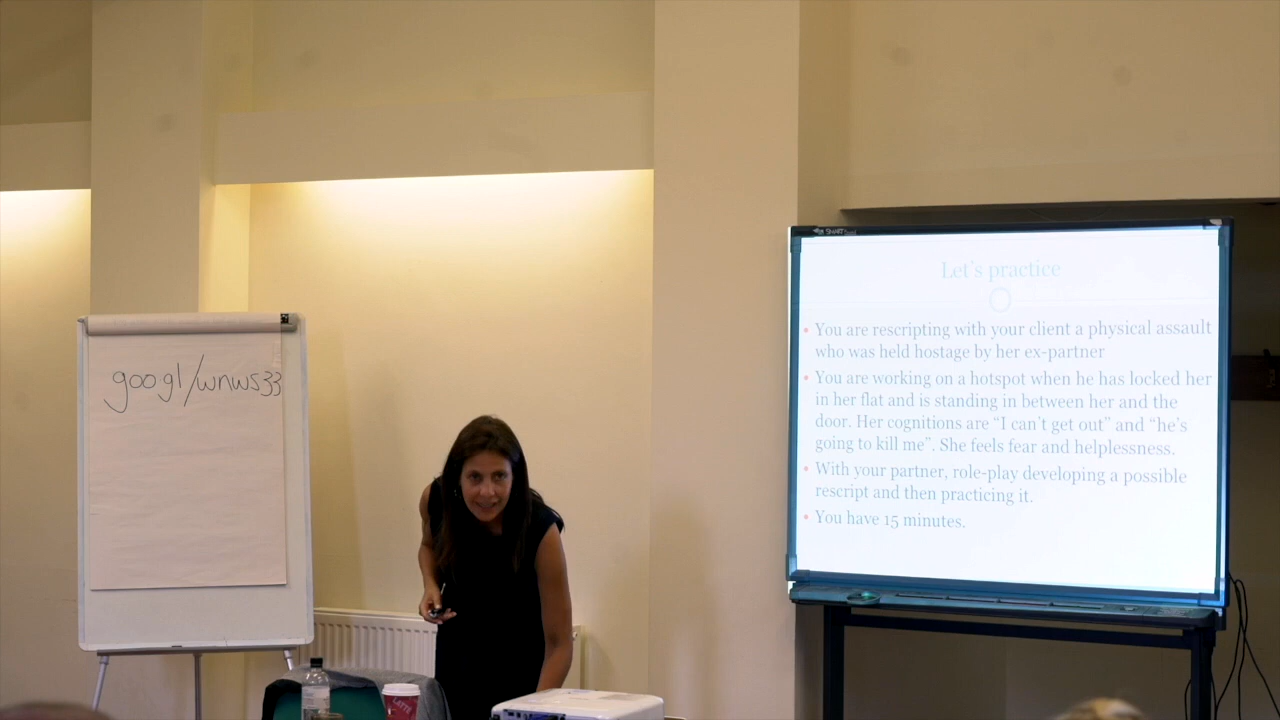 goo.gl/wnws33
SMART
Let's practice
• You are rescripting with your client a physical assault
who was held hostage by her ex-partner
• You are working on a hotspot when he has locked her
in her flat and is standing in between her and the
door. Her cognitions are “I can't get out” and “he's
going to kill me”. She feels fear and helplessness.
• With your partner, role-play developing a possible
rescript and then practicing it.
• You have 15 minutes.
LATTE